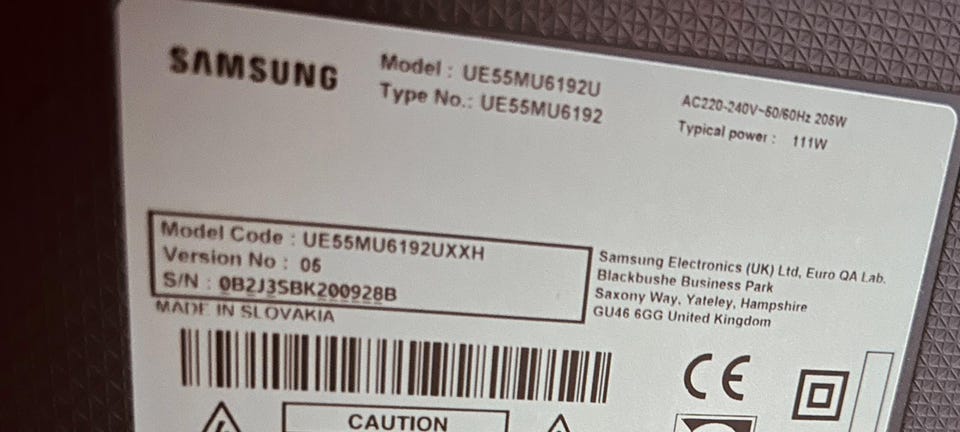 SAMSUNG
Model : UE55MU6192U
Type No.: UE55MU6192
AC220-240V~50/60Hz 205W
Typical power : 111W
Model Code : UE55MU6192UXXH
Version No : 05
S/N : 0B2J3SBK200928B
MADE IN SLOVAKIA
Samsung Electronics (UK) Ltd, Euro QA Lab.
Blackbushe Business Park
Saxony Way, Yateley, Hampshire
GU46 6GG United Kingdom
CE
CAUTION